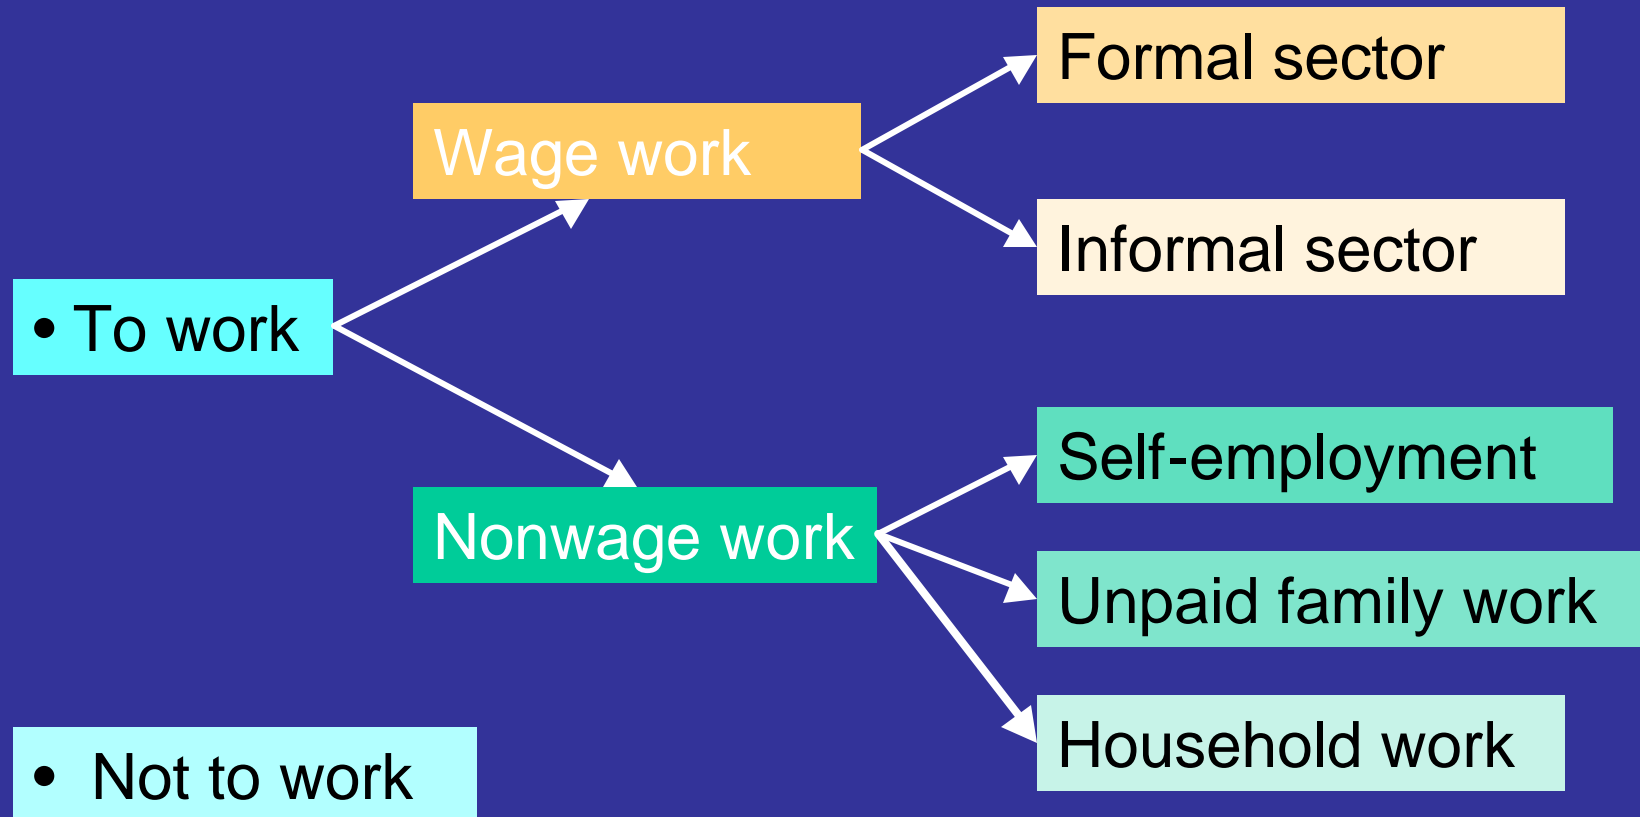 Formal sector
Wage work
Informal sector
• To work
Self-employment
Nonwage work
Unpaid family work
Household work
• Not to work